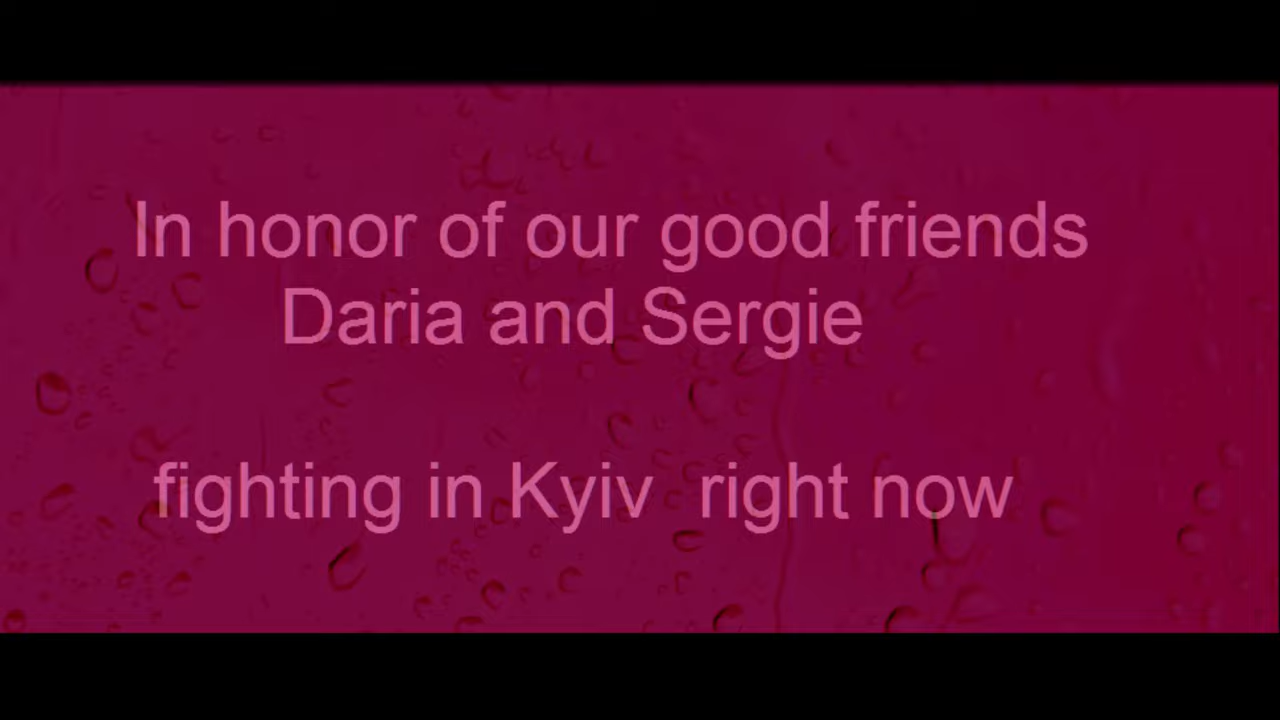 In honor of our good friends
Daria and Sergie
fighting in Kyiv  right now